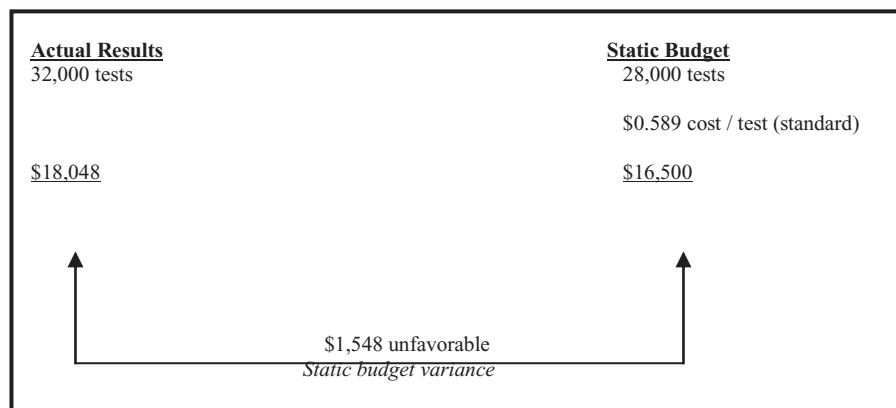 Actual Results
32,000 tests
$18,048
Static Budget
28,000 tests
$0.589 cost / test (standard)
$16,500
$1,548 unfavorable
Static budget variance